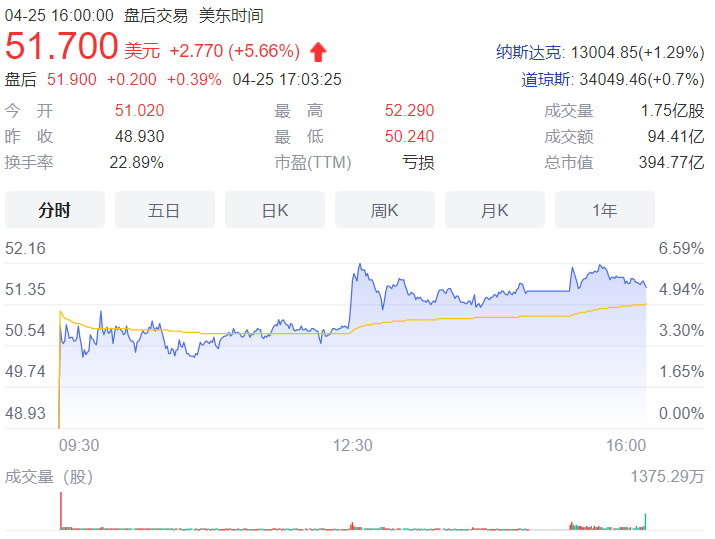 04-25 16:00:00 盘后交易 美东时间
51.700 美元 +2.770 (+5.66%)
纳斯达克: 13004.85(+1.29%)
盘后 51.900 +0.200 +0.39% 04-25 17:03:25
道琼斯: 34049.46(+0.7%)
今 开 51.020 最 高 52.290 成交量 1.75亿股
昨 收 48.930 最 低 50.240 成交额 94.41亿
换手率 22.89% 市盈(TTM) 亏损 总市值 394.77亿
分时 五日 日K 周K 月K 1年
52.16 6.59%
51.35 4.94%
50.54 3.30%
49.74 1.65%
48.93 0.00%
09:30 12:30 16:00
成交量（股） 1375.29万